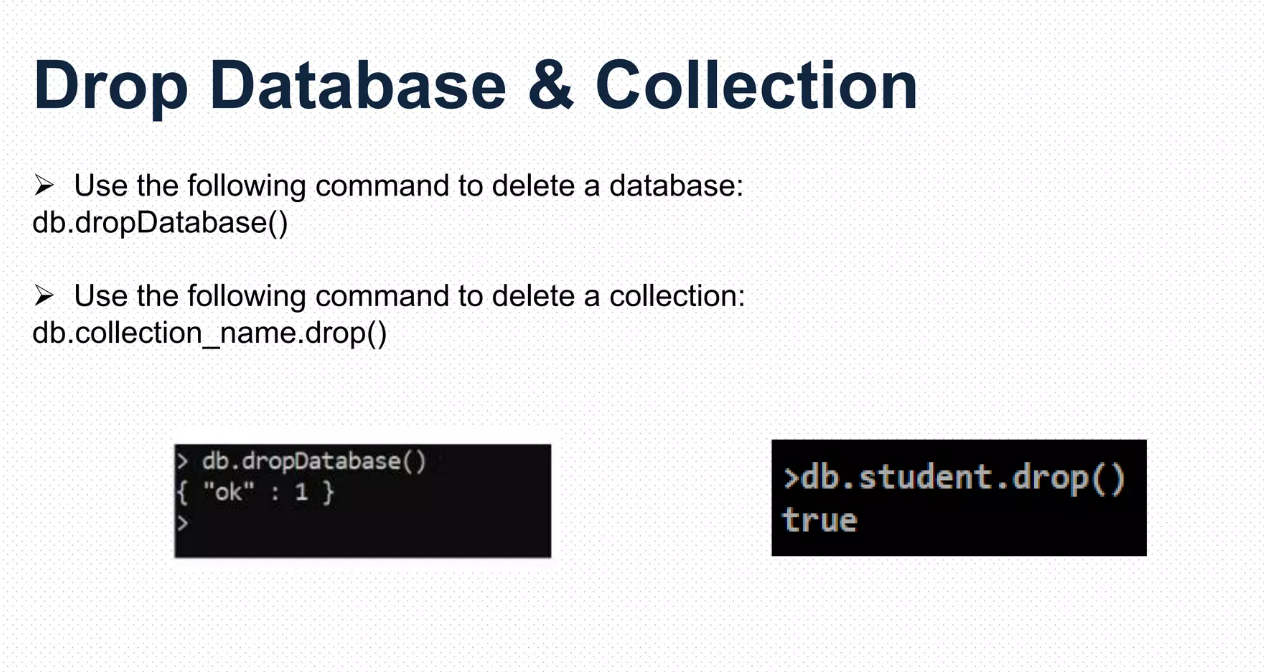 Drop Database & Collection
➢ Use the following command to delete a database:
db.dropDatabase()
➢ Use the following command to delete a collection:
db.collection_name.drop()
> db.dropDatabase()
{ "ok" : 1 }
>
>db.student.drop()
true